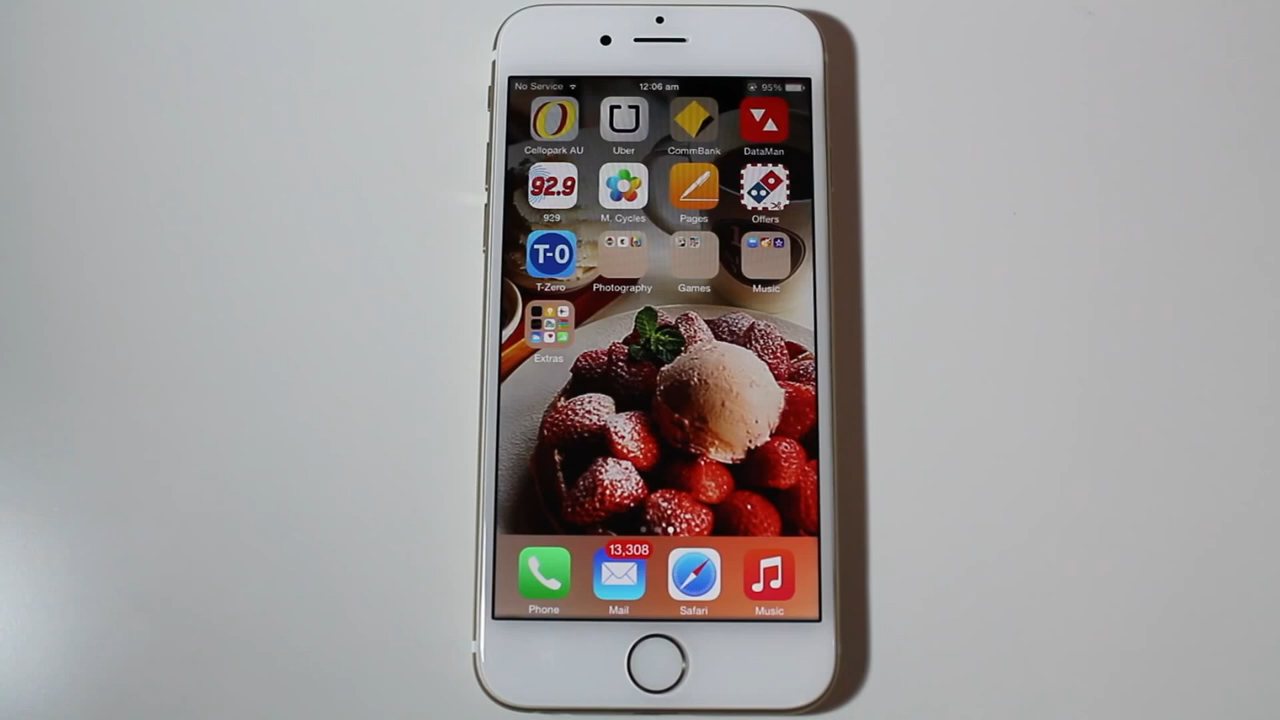 No Service 12:06 am 95%
Cellopark AU Uber CommBank DataMan
92.9
929 M. Cycles Pages Offers
T-0
T-Zero Photography Games Music
Extras
13,308
Phone Mail Safari Music